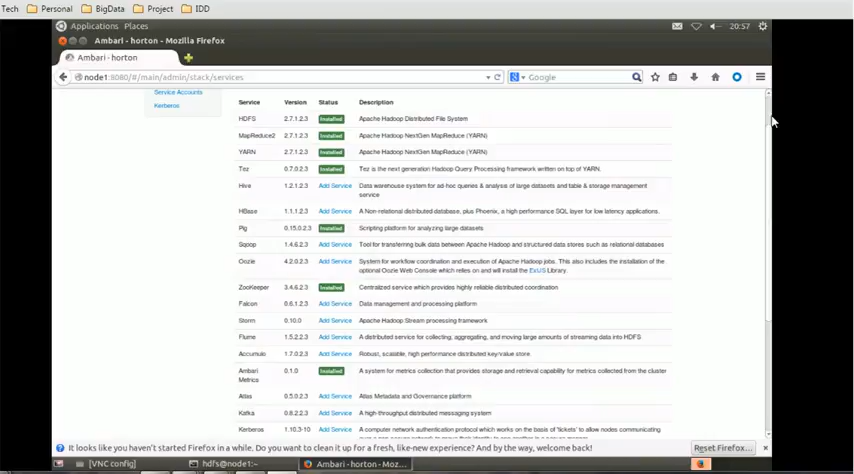 Tech Personal BigData Project IDD
Applications Places 20:57
Ambari - horton - Mozilla Firefox
Ambari - horton
node1:8080/#/main/admin/stack/services Google
Service Accounts
Kerberos
Service Version Status Description
HDFS 2.7.1.2.3 Installed Apache Hadoop Distributed File System
MapReduce2 2.7.1.2.3 Installed Apache Hadoop NextGen MapReduce (YARN)
YARN 2.7.1.2.3 Installed Apache Hadoop NextGen MapReduce (YARN)
Tez 0.7.0.2.3 Installed Tez is the next generation Hadoop Query Processing framework written on top of YARN.
Hive 1.2.1.2.3 Add Service Data warehouse system for ad-hoc queries & analysis of large datasets and table & storage management
service
HBase 1.1.1.2.3 Add Service A Non-relational distributed database, plus Phoenix, a high performance SQL layer for low latency applications.
Pig 0.15.0.2.3 Installed Scripting platform for analyzing large datasets
Sqoop 1.4.6.2.3 Add Service Tool for transferring bulk data between Apache Hadoop and structured data stores such as relational databases
Oozie 4.2.0.2.3 Add Service System for workflow coordination and execution of Apache Hadoop jobs. This also includes the installation of the
optional Oozie Web Console which relies on and will install the ExtJS Library.
ZooKeeper 3.4.6.2.3 Installed Centralized service which provides highly reliable distributed coordination
Falcon 0.6.1.2.3 Add Service Data management and processing platform
Storm 0.10.0 Add Service Apache Hadoop Stream processing framework
Flume 1.5.2.2.3 Add Service A distributed service for collecting, aggregating, and moving large amounts of streaming data into HDFS
Accumulo 1.7.0.2.3 Add Service Robust, scalable, high performance distributed key/value store.
Ambari 0.1.0 Installed A system for metrics collection that provides storage and retrieval capability for metrics collected from the cluster
Metrics
Atlas 0.5.0.2.3 Add Service Atlas Metadata and Governance platform
Kafka 0.8.2.2.3 Add Service A high-throughput distributed messaging system
Kerberos 1.10.3-10 Add Service A computer network authentication protocol which works on the basis of 'tickets' to allow nodes communicating
It looks like you haven't started Firefox in a while. Do you want to clean it up for a fresh, like-new experience? And by the way, welcome back! Reset Firefox...
[VNC config] hdfs@node1:~ Ambari - horton - Moz...